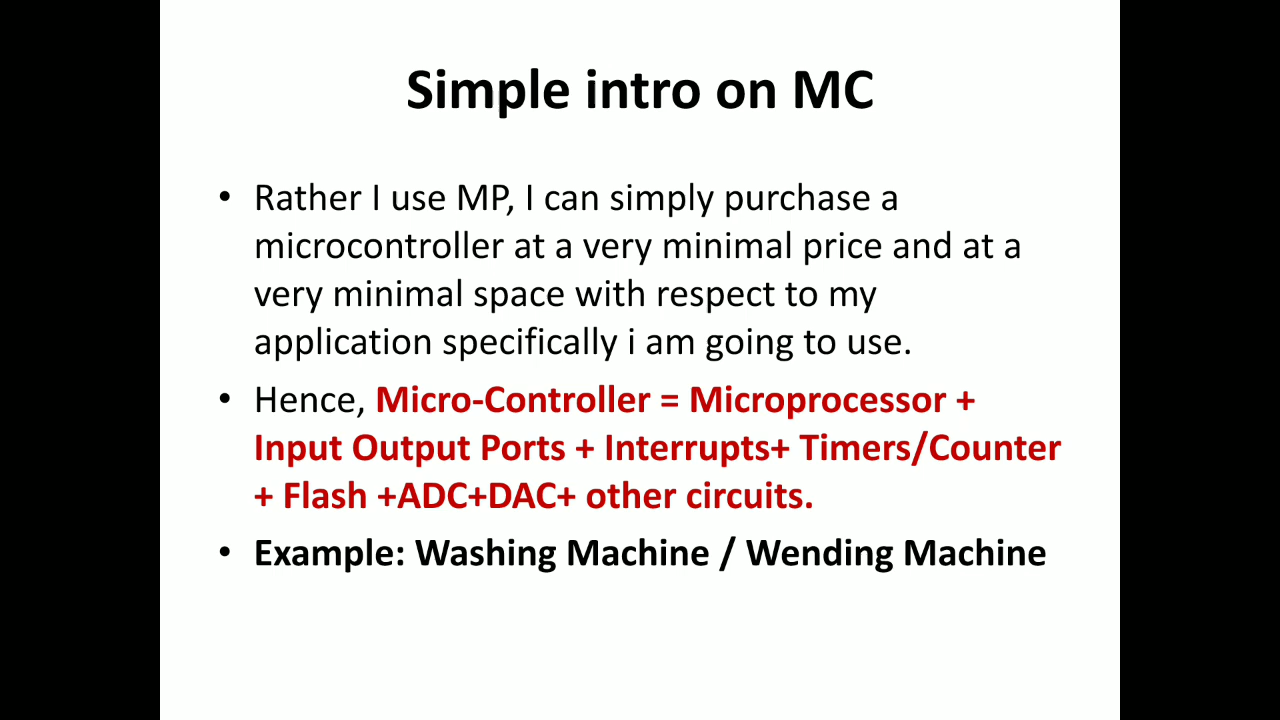 Simple intro on MC
• Rather I use MP, I can simply purchase a
microcontroller at a very minimal price and at a
very minimal space with respect to my
application specifically i am going to use.
• Hence, Micro-Controller = Microprocessor +
Input Output Ports + Interrupts+ Timers/Counter
+ Flash +ADC+DAC+ other circuits.
• Example: Washing Machine / Wending Machine